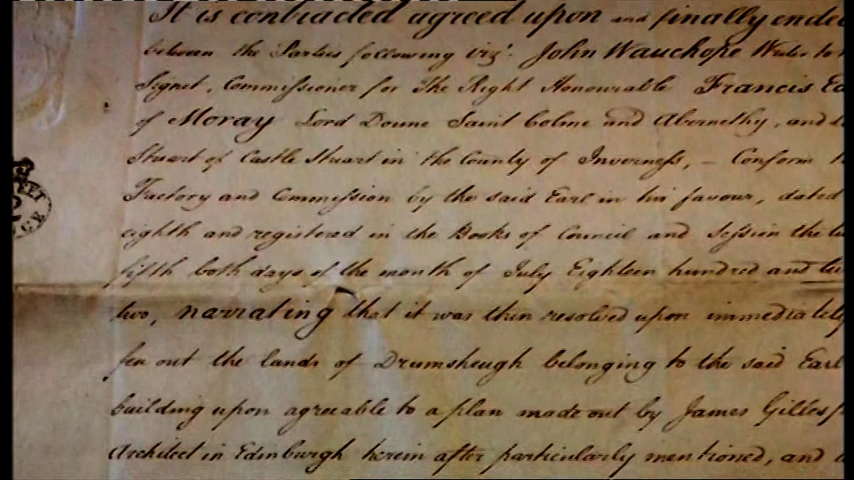 It is contracted agreed upon and finally ended
between the Parties following viz.^t John Wauchope Writer to
Signet, Commissioner for The Right Honourable Francis Ea
of Moray Lord Doune Saint Colme and Abernethy, and
Stuart of Castle Stuart in the County of Inverness, – Conform
Factory and Commission by the said Earl in his favour, dated
eighth and registered in the Books of Council and Session the
fifth both days of the month of July Eighteen hundred and
two, narrating that it was then resolved upon immediately
feu out the lands of Drumsheugh belonging to the said Earl
building upon agreeable to a plan made out by James Gillesp
Architect in Edinburgh herein after particularly mentioned, and